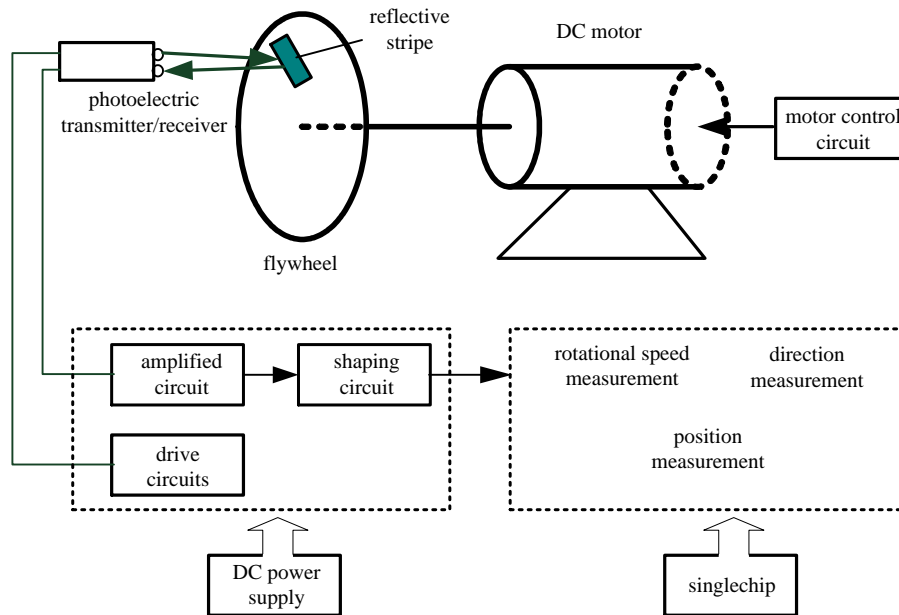 reflective
stripe
DC motor
photoelectric
transmitter/receiver
motor control
circuit
flywheel
amplified
circuit
shaping
circuit
rotational speed
measurement
direction
measurement
position
measurement
drive
circuits
DC power
supply
singlechip